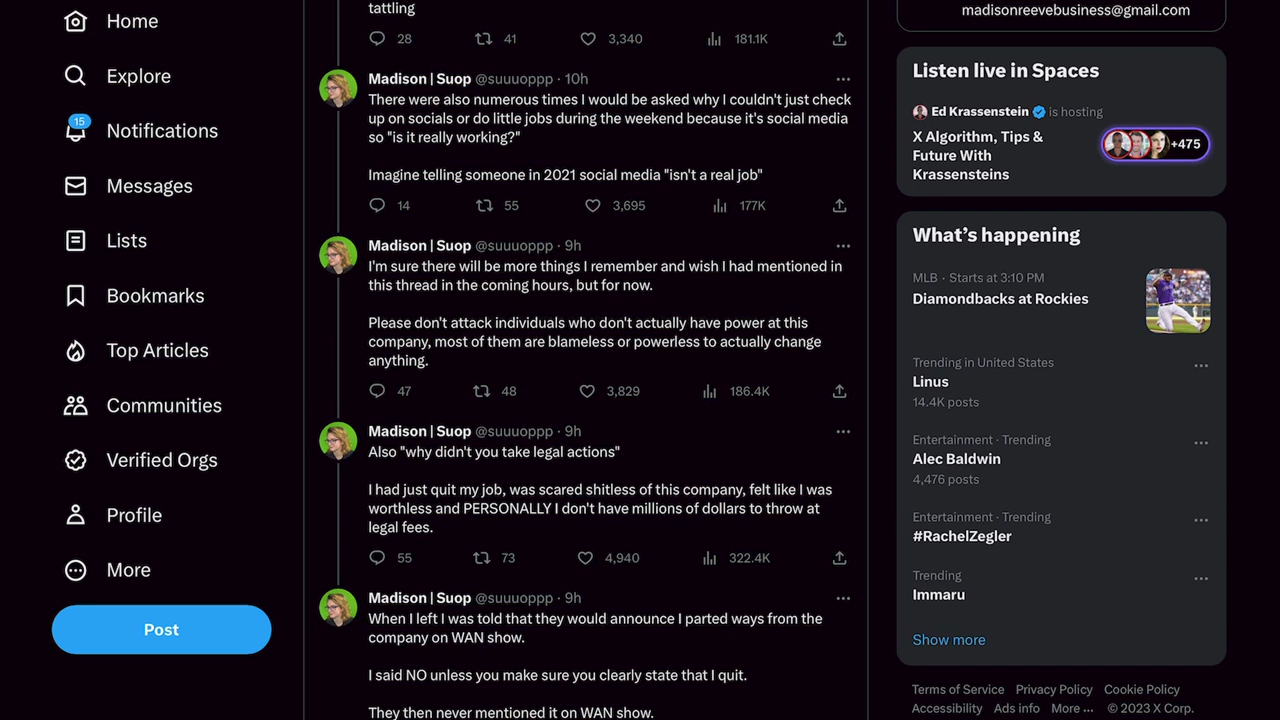 Home
Explore
15
Notifications
Messages
Lists
Bookmarks
Top Articles
Communities
Verified Orgs
Profile
More
Post
tattling
28 41 3,340 181.1K
Madison | Suop @suuuoppp · 10h
There were also numerous times I would be asked why I couldn't just check
up on socials or do little jobs during the weekend because it's social media
so "is it really working?"
Imagine telling someone in 2021 social media "isn't a real job"
14 55 3,695 177K
Madison | Suop @suuuoppp · 9h
I'm sure there will be more things I remember and wish I had mentioned in
this thread in the coming hours, but for now.
Please don't attack individuals who don't actually have power at this
company, most of them are blameless or powerless to actually change
anything.
47 48 3,829 186.4K
Madison | Suop @suuuoppp · 9h
Also "why didn't you take legal actions"
I had just quit my job, was scared shitless of this company, felt like I was
worthless and PERSONALLY I don't have millions of dollars to throw at
legal fees.
55 73 4,940 322.4K
Madison | Suop @suuuoppp · 9h
When I left I was told that they would announce I parted ways from the
company on WAN show.
I said NO unless you make sure you clearly state that I quit.
They then never mentioned it on WAN show.
madisonreevebusiness@gmail.com
Listen live in Spaces
Ed Krassenstein is hosting
X Algorithm, Tips &
Future With
Krassensteins
+475
What's happening
MLB · Starts at 3:10 PM
Diamondbacks at Rockies
Trending in United States
Linus
14.4K posts
Entertainment · Trending
Alec Baldwin
4,476 posts
Entertainment · Trending
#RachelZegler
Trending
Immaru
Show more
Terms of Service Privacy Policy Cookie Policy
Accessibility Ads info More ··· © 2023 X Corp.